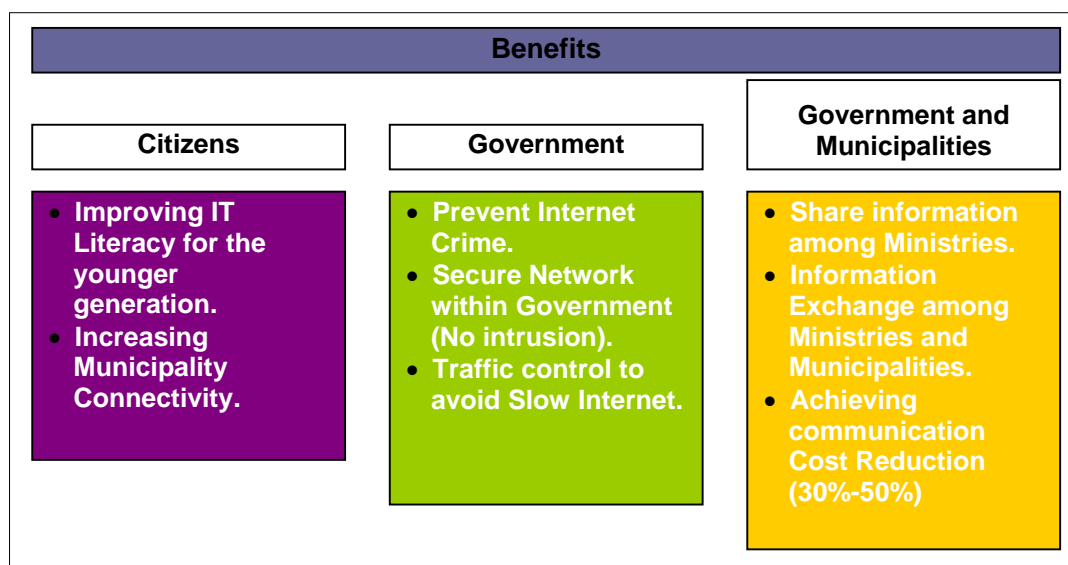 Benefits
Citizens
• Improving IT
Literacy for the
younger
generation.
• Increasing
Municipality
Connectivity.
Government
• Prevent Internet
Crime.
• Secure Network
within Government
(No intrusion).
• Traffic control to
avoid Slow Internet.
Government and
Municipalities
• Share information
among Ministries.
• Information
Exchange among
Ministries and
Municipalities.
• Achieving
communication
Cost Reduction
(30%-50%)